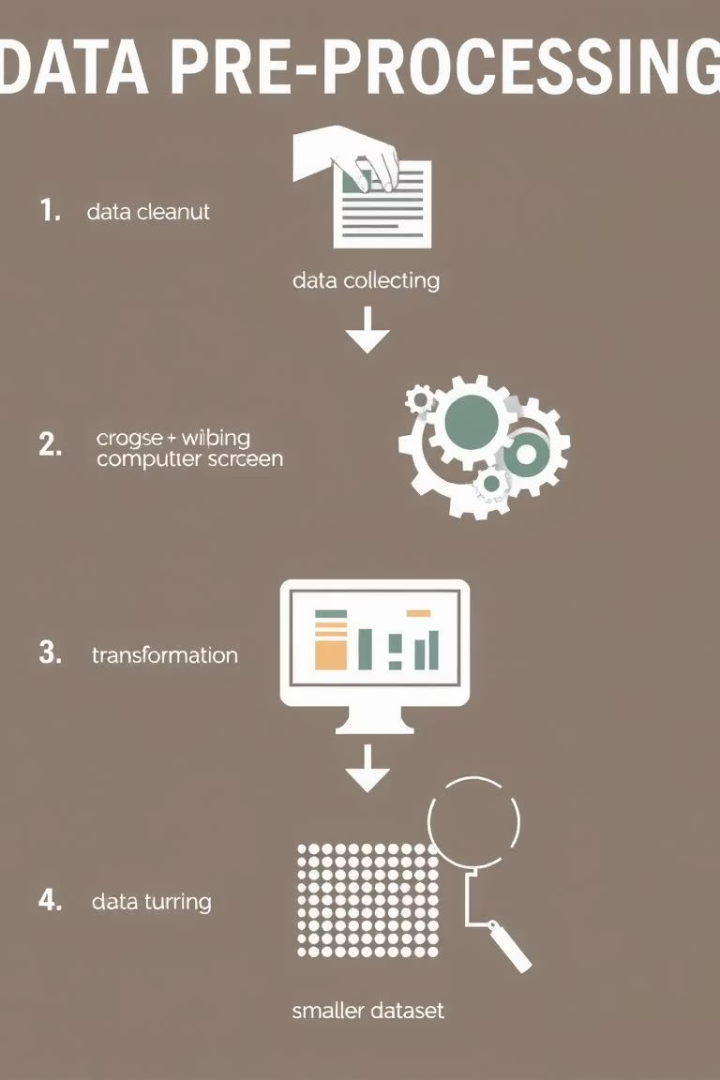 DATA PRE-PROCESSING
1. data cleanut
data collecting
2. crogse + wibing
computter scrceen
3. transformation
4. data turring
smaller dataset